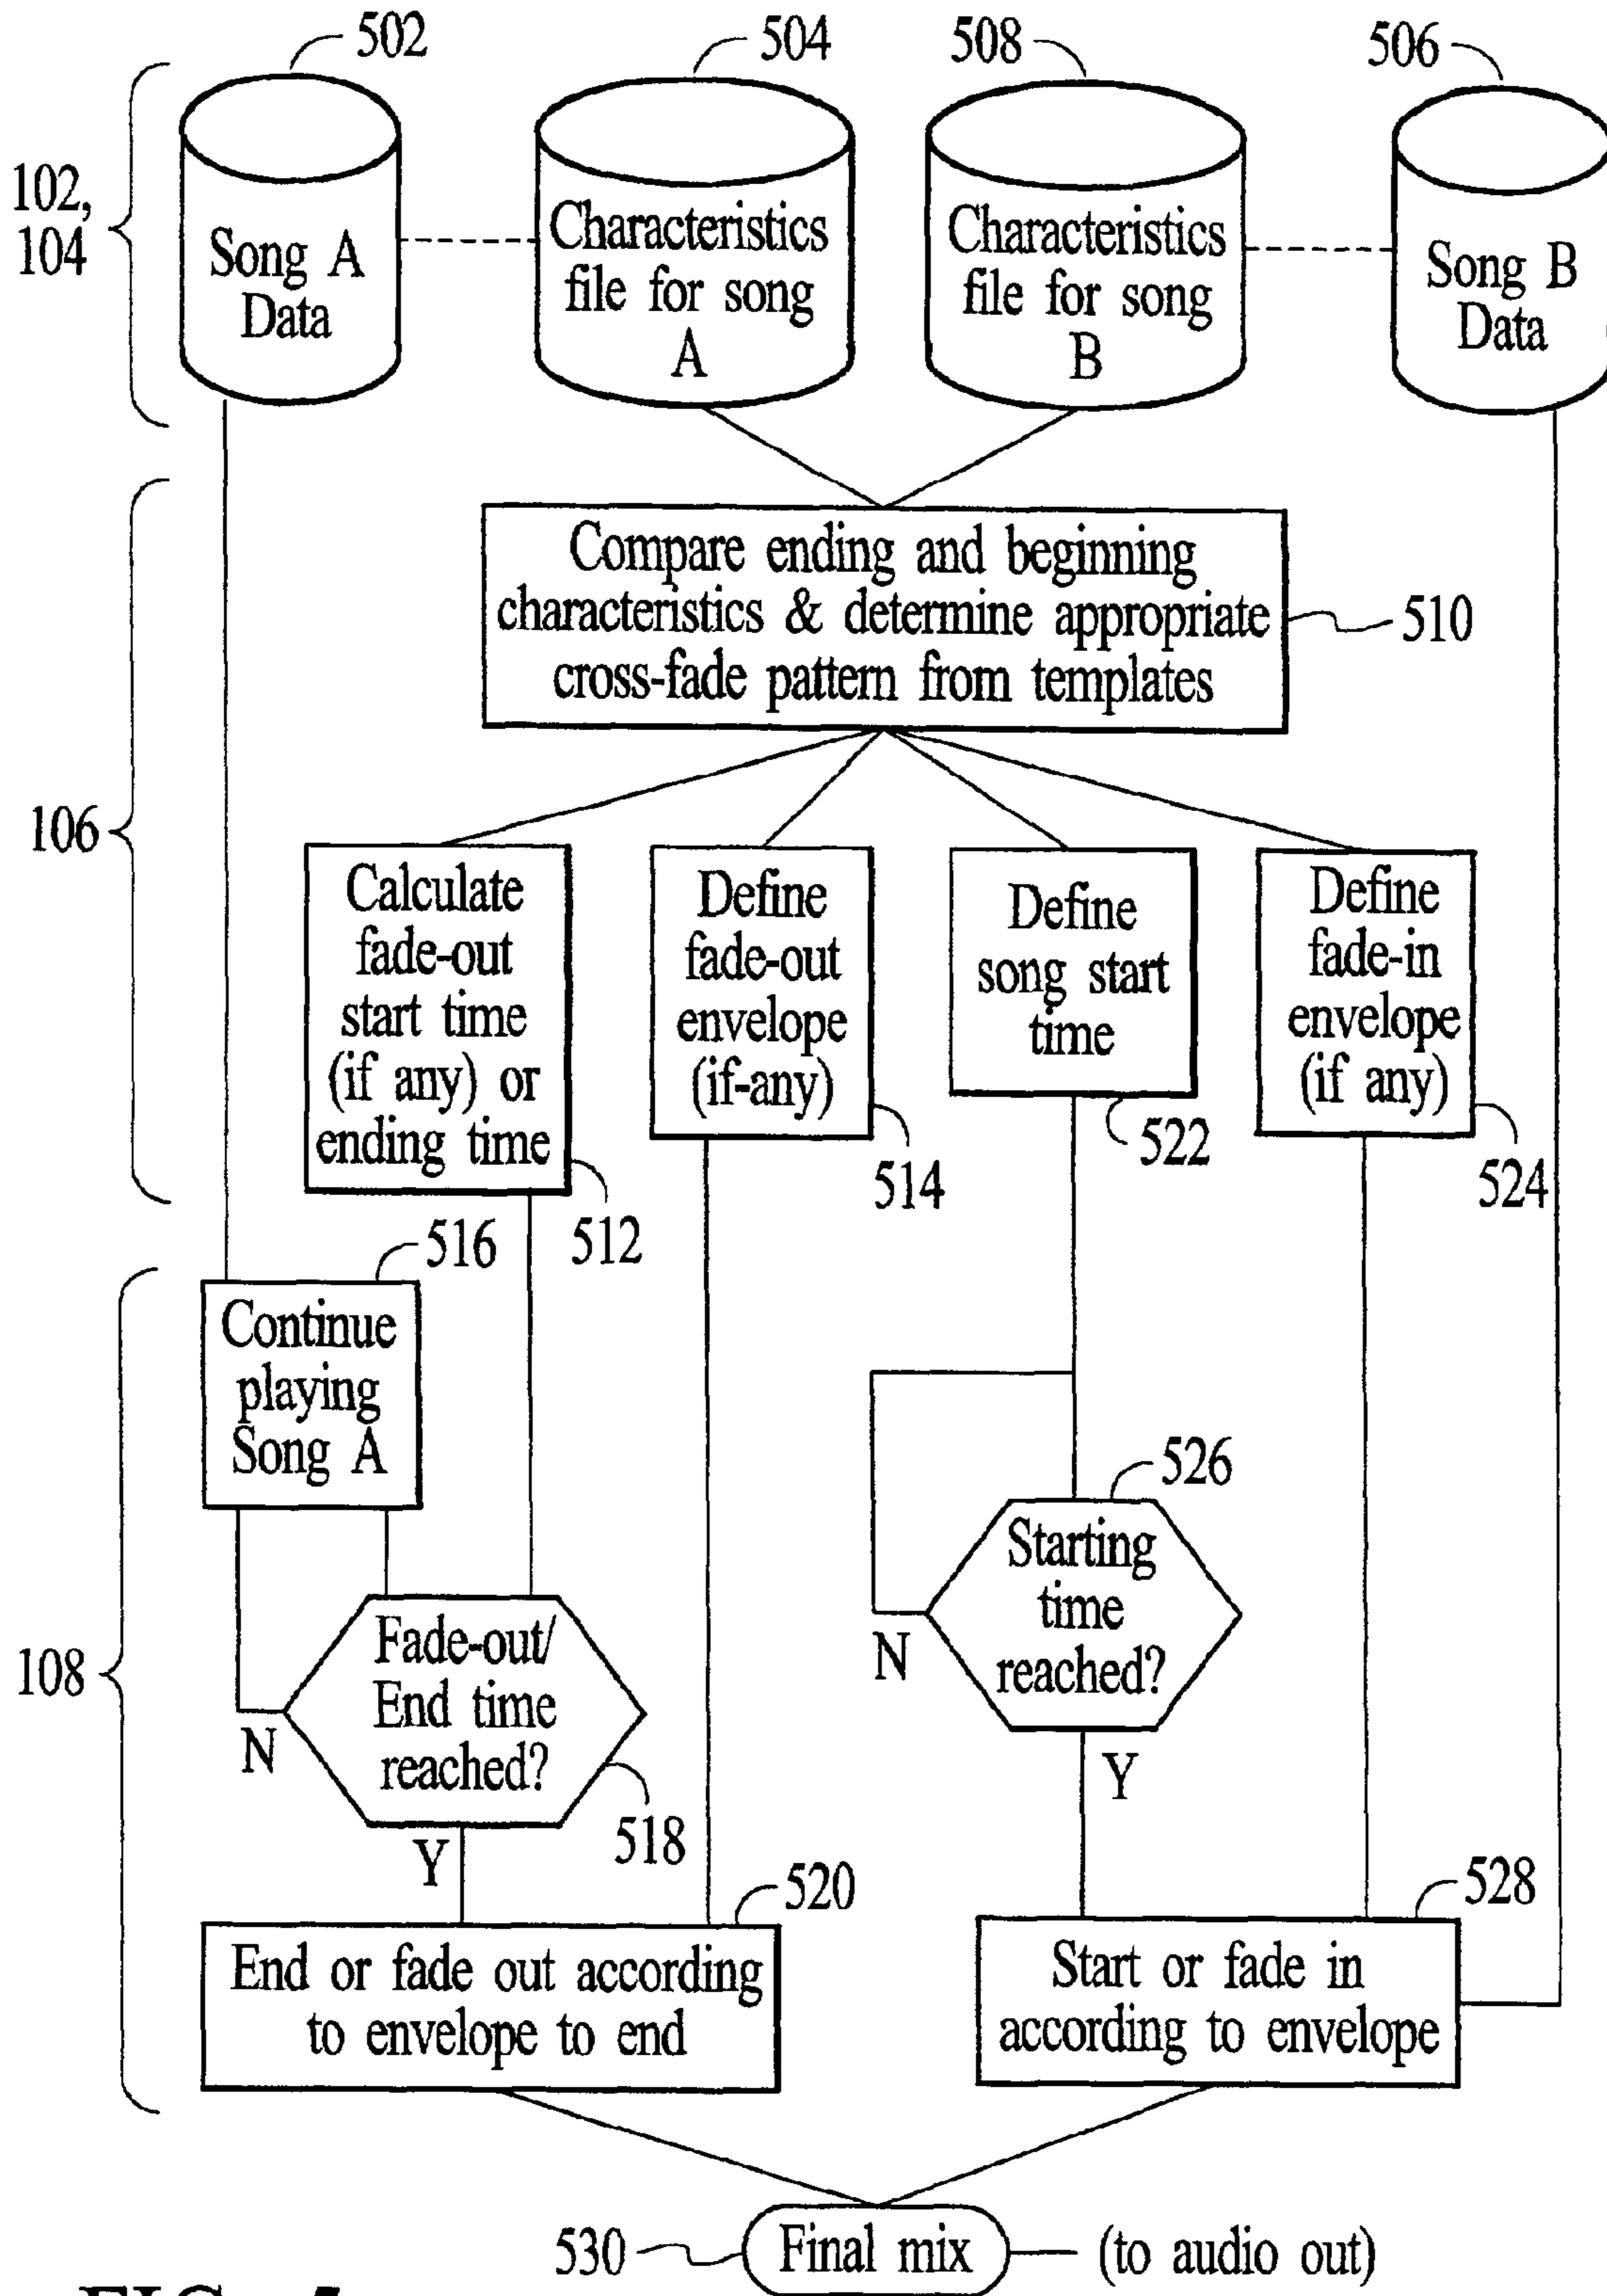 502
504
508
506
102,
104
Song A
Data
Characteristics
file for song
A
Characteristics
file for song
B
Song B
Data
Compare ending and beginning
characteristics & determine appropriate
cross-fade pattern from templates
510
106
Calculate
fade-out
start time
(if any) or
ending time
512
Define
fade-out
envelope
(if-any)
514
Define
song start
time
522
Define
fade-in
envelope
(if any)
524
516
Continue
playing
Song A
108
526
Starting
time
reached?
N
Y
Fade-out/
End time
reached?
N
Y
518
520
End or fade out according
to envelope to end
528
Start or fade in
according to envelope
530
Final mix
(to audio out)